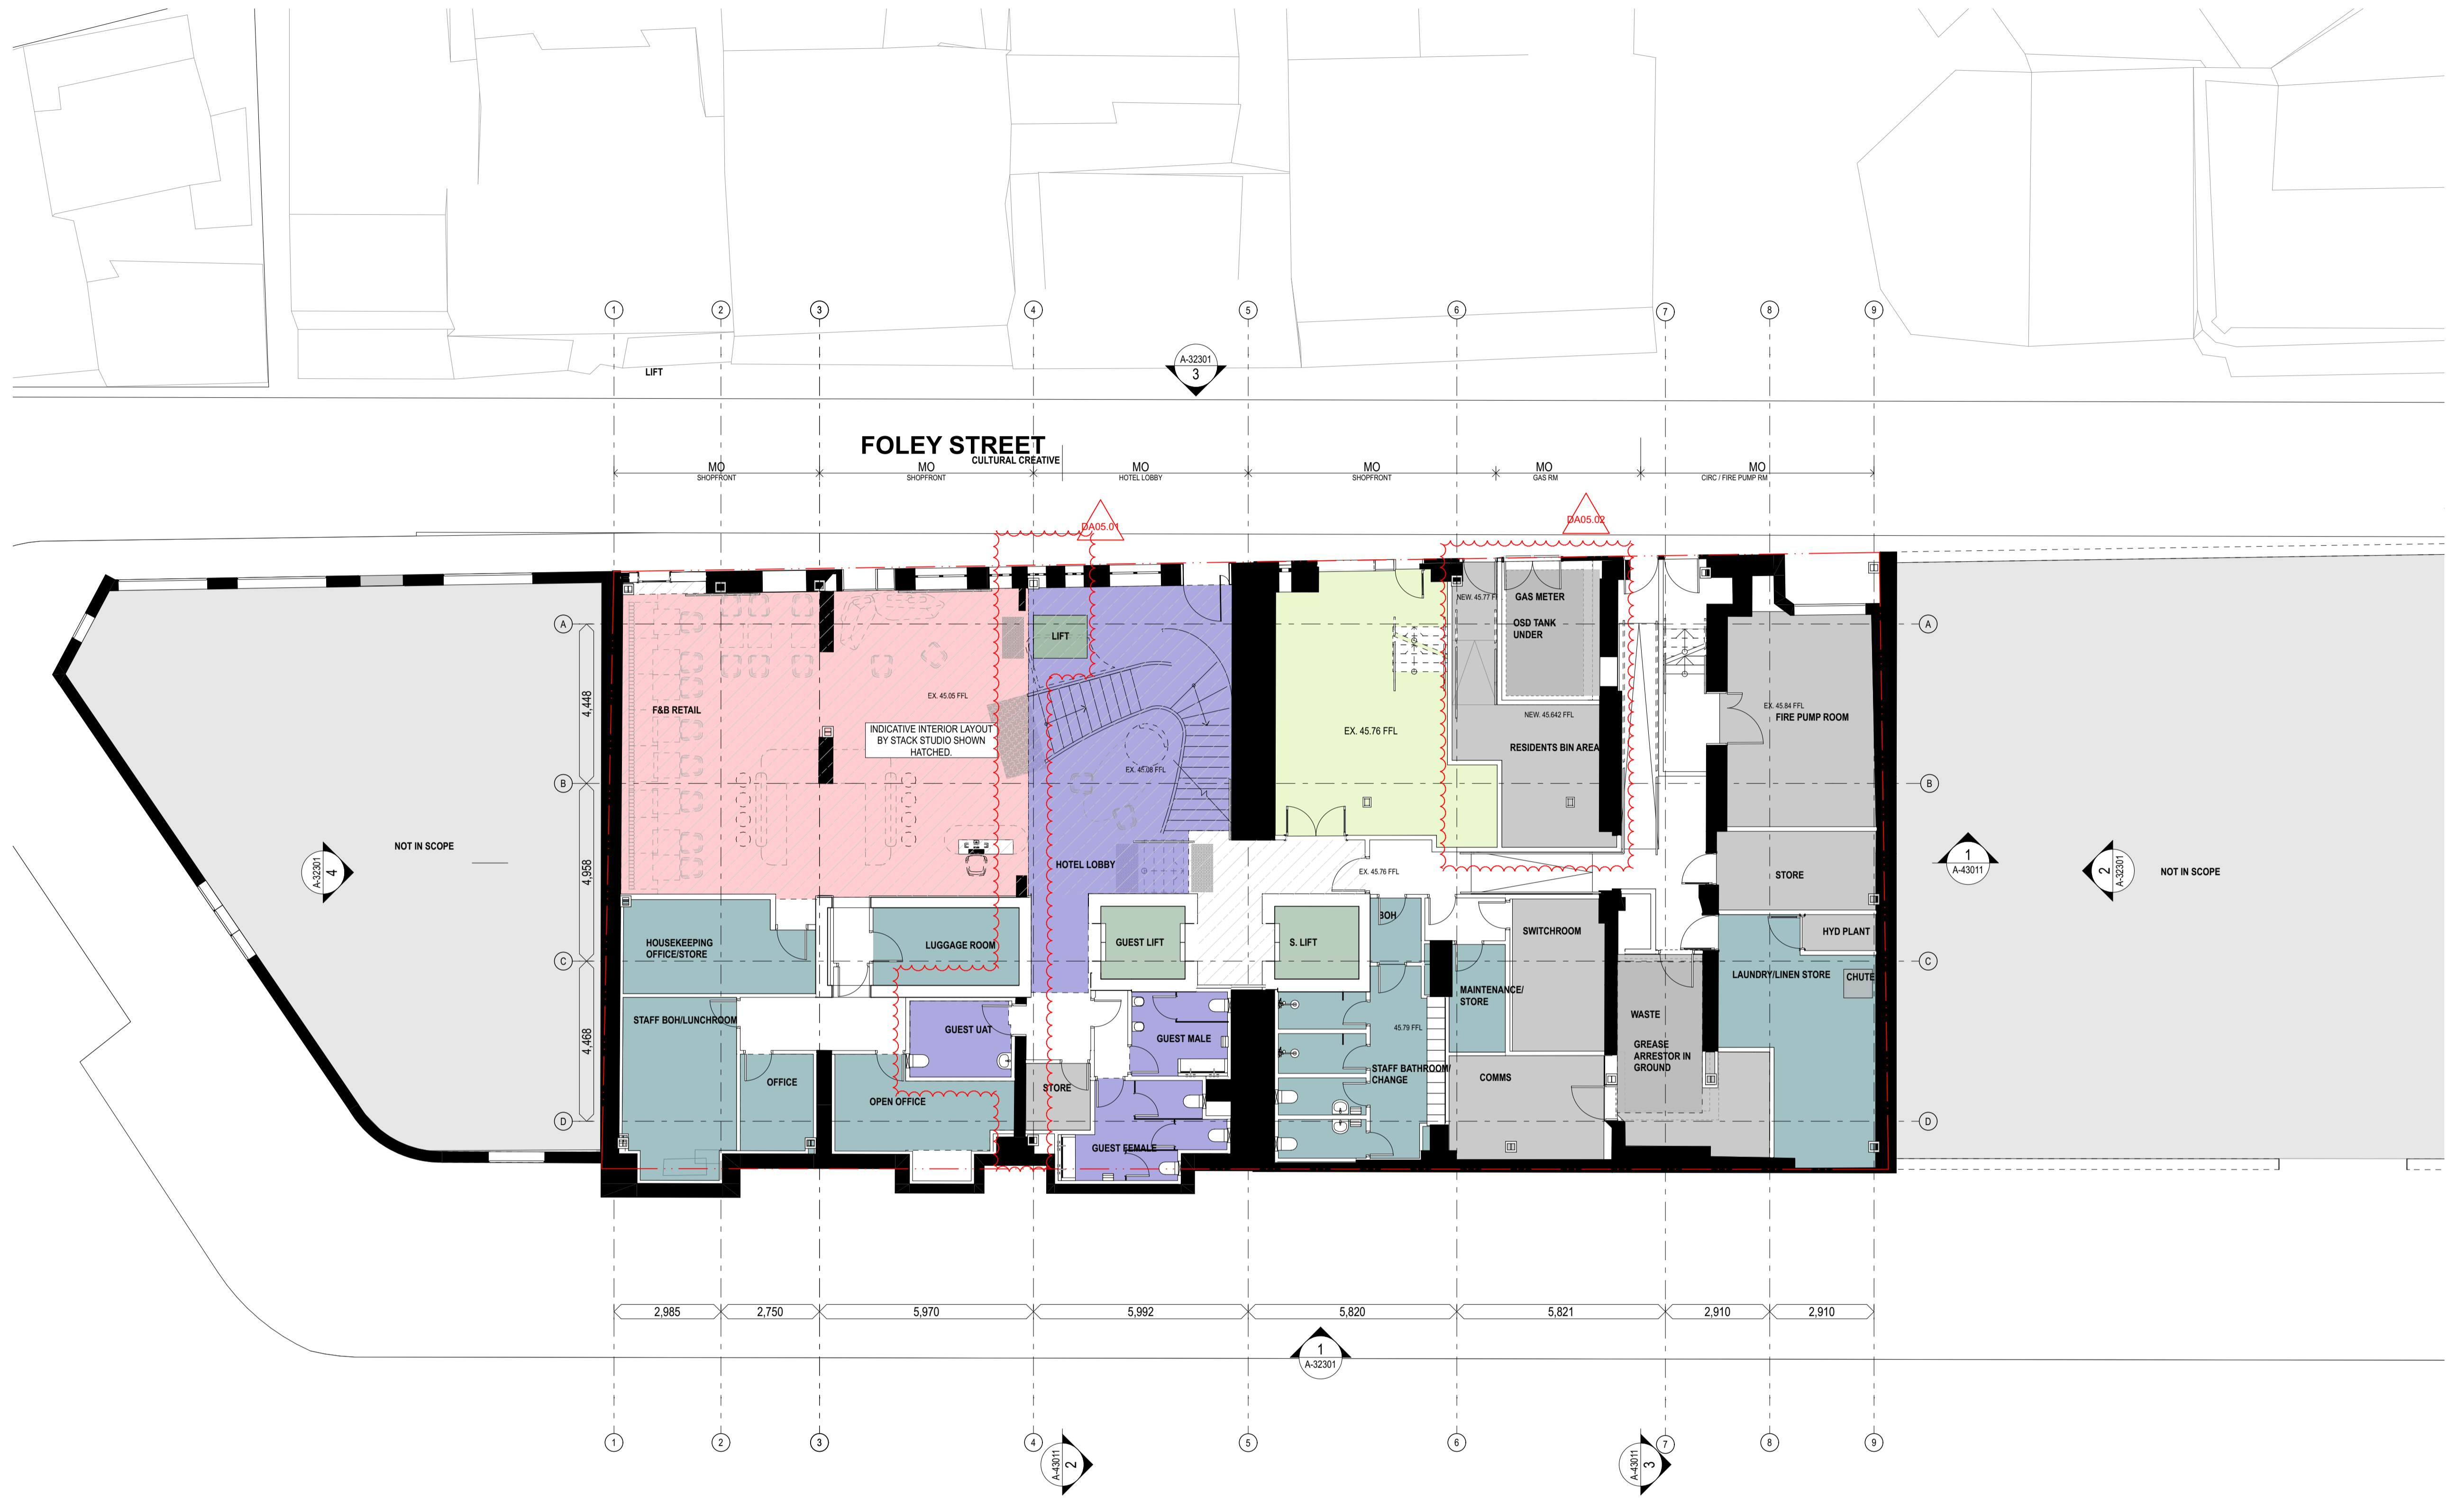 1 2 3 4 5 6 7 8 9
A-32301
3
LIFT
FOLEY STREET
CULTURAL CREATIVE
MO MO MO MO MO MO
SHOPFRONT SHOPFRONT HOTEL LOBBY SHOPFRONT GAS RM CIRC / FIRE PUMP RM
DA05.01 DA05.02
NEW. 45.77 F
GAS METER
OSD TANK
UNDER
A A
LIFT
EX. 45.05 FFL
F&B RETAIL
4,448
INDICATIVE INTERIOR LAYOUT
BY STACK STUDIO SHOWN
HATCHED.
EX. 45.76 FFL
NEW. 45.642 FFL
EX. 45.84 FFL
FIRE PUMP ROOM
RESIDENTS BIN AREA
EX. 45.08 FFL
B B
NOT IN SCOPE
A-32301
4
4,958
HOTEL LOBBY
EX. 45.76 FFL
STORE
1
A-43011
2
A-32301
NOT IN SCOPE
BOH
HOUSEKEEPING
OFFICE/STORE
LUGGAGE ROOM
GUEST LIFT
S. LIFT
SWITCHROOM
HYD PLANT
C C
LAUNDRY/LINEN STORE
CHUTE
MAINTENANCE/
STORE
STAFF BOH/LUNCHROOM
GUEST UAT
GUEST MALE
45.79 FFL
WASTE
4,468
GREASE
ARRESTOR IN
GROUND
STAFF BATHROOM/
CHANGE
COMMS
OFFICE
STORE
OPEN OFFICE
D D
GUEST FEMALE
2,985 2,750 5,970 5,992 5,820 5,821 2,910 2,910
1
A-32301
1 2 3 4 5 6 7 8 9
A-43011
2
A-43011
3